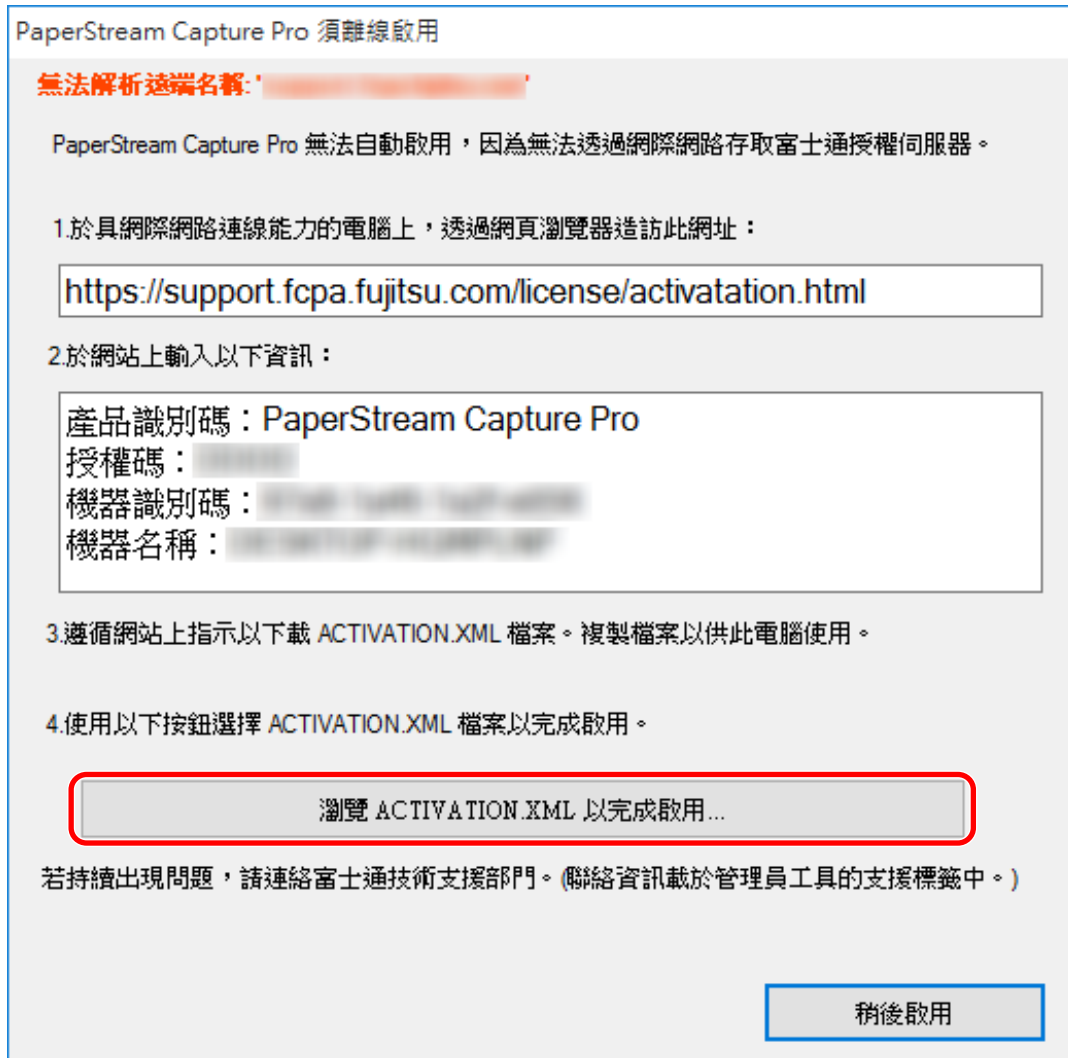 PaperStream Capture Pro 須離線啟用
無法解析遠端名稱: ' '
PaperStream Capture Pro 無法自動啟用，因為無法透過網際網路存取富士通授權伺服器。
1.於具網際網路連線能力的電腦上，透過網頁瀏覽器造訪此網址：
https://support.fcpa.fujitsu.com/license/activatation.html
2.於網站上輸入以下資訊：
產品識別碼：PaperStream Capture Pro
授權碼：
機器識別碼：
機器名稱：
3.遵循網站上指示以下載 ACTIVATION.XML 檔案。複製檔案以供此電腦使用。
4.使用以下按鈕選擇 ACTIVATION.XML 檔案以完成啟用。
瀏覽 ACTIVATION.XML 以完成啟用...
若持續出現問題，請連絡富士通技術支援部門。(聯絡資訊載於管理員工具的支援標籤中。)
稍後啟用